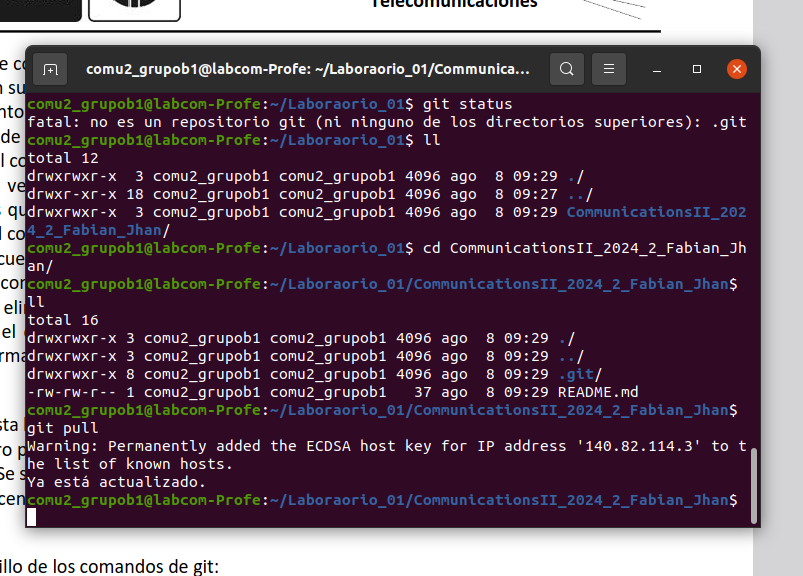 Telecomunicaciones
comu2_grupob1@labcom-Profe: ~/Laboraorio_01/Communica...
comu2_grupob1@labcom-Profe:~/Laboraorio_01$ git status
fatal: no es un repositorio git (ni ninguno de los directorios superiores): .git
comu2_grupob1@labcom-Profe:~/Laboraorio_01$ ll
total 12
drwxrwxr-x  3 comu2_grupob1 comu2_grupob1 4096 ago  8 09:29 ./
drwxr-xr-x 18 comu2_grupob1 comu2_grupob1 4096 ago  8 09:27 ../
drwxrwxr-x  3 comu2_grupob1 comu2_grupob1 4096 ago  8 09:29 CommunicationsII_202
4_2_Fabian_Jhan/
comu2_grupob1@labcom-Profe:~/Laboraorio_01$ cd CommunicationsII_2024_2_Fabian_Jh
an/
comu2_grupob1@labcom-Profe:~/Laboraorio_01/CommunicationsII_2024_2_Fabian_Jhan$
ll
total 16
drwxrwxr-x 3 comu2_grupob1 comu2_grupob1 4096 ago  8 09:29 ./
drwxrwxr-x 3 comu2_grupob1 comu2_grupob1 4096 ago  8 09:29 ../
drwxrwxr-x 8 comu2_grupob1 comu2_grupob1 4096 ago  8 09:29 .git/
-rw-rw-r-- 1 comu2_grupob1 comu2_grupob1   37 ago  8 09:29 README.md
comu2_grupob1@labcom-Profe:~/Laboraorio_01/CommunicationsII_2024_2_Fabian_Jhan$
git pull
Warning: Permanently added the ECDSA host key for IP address '140.82.114.3' to t
he list of known hosts.
Ya está actualizado.
comu2_grupob1@labcom-Profe:~/Laboraorio_01/CommunicationsII_2024_2_Fabian_Jhan$
illo de los comandos de git: